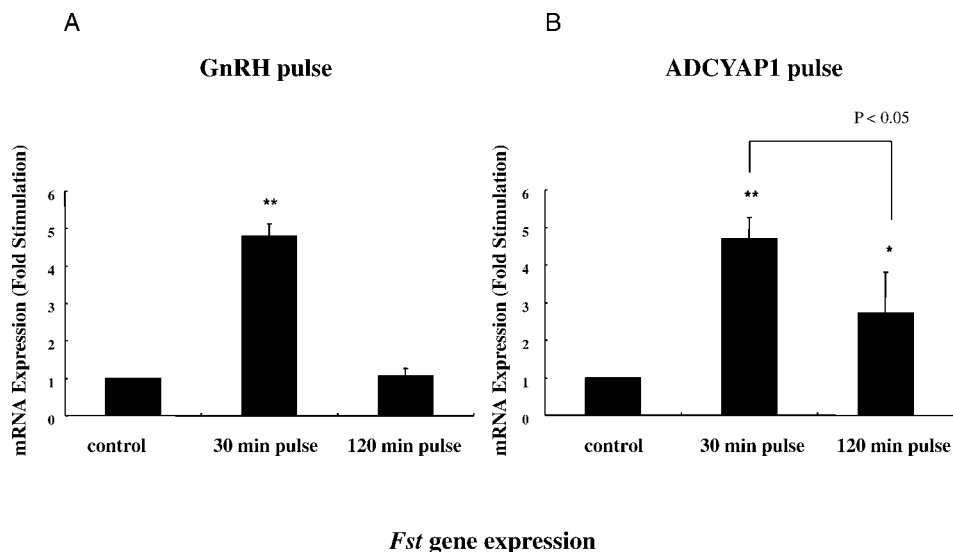 A
GnRH pulse
mRNA Expression (Fold Stimulation)
6
5
4
3
2
1
0
**
control
30 min pulse
120 min pulse
B
ADCYAP1 pulse
P < 0.05
mRNA Expression (Fold Stimulation)
6
5
4
3
2
1
0
**
*
control
30 min pulse
120 min pulse
Fst gene expression